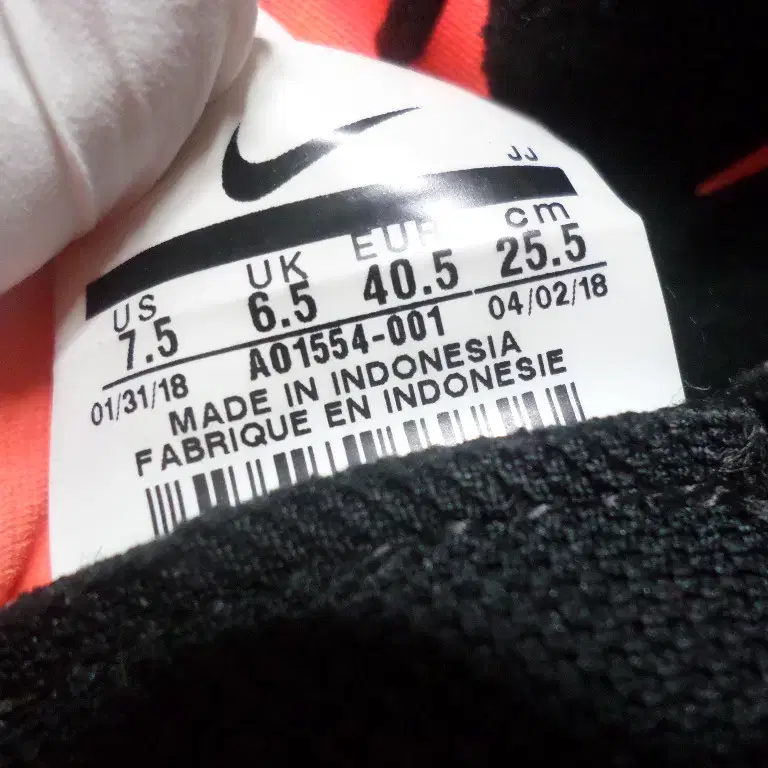 JJ
US UK EUR cm
7.5 6.5 40.5 25.5
01/31/18 AO1554-001 04/02/18
MADE IN INDONESIA
FABRIQUE EN INDONESIE